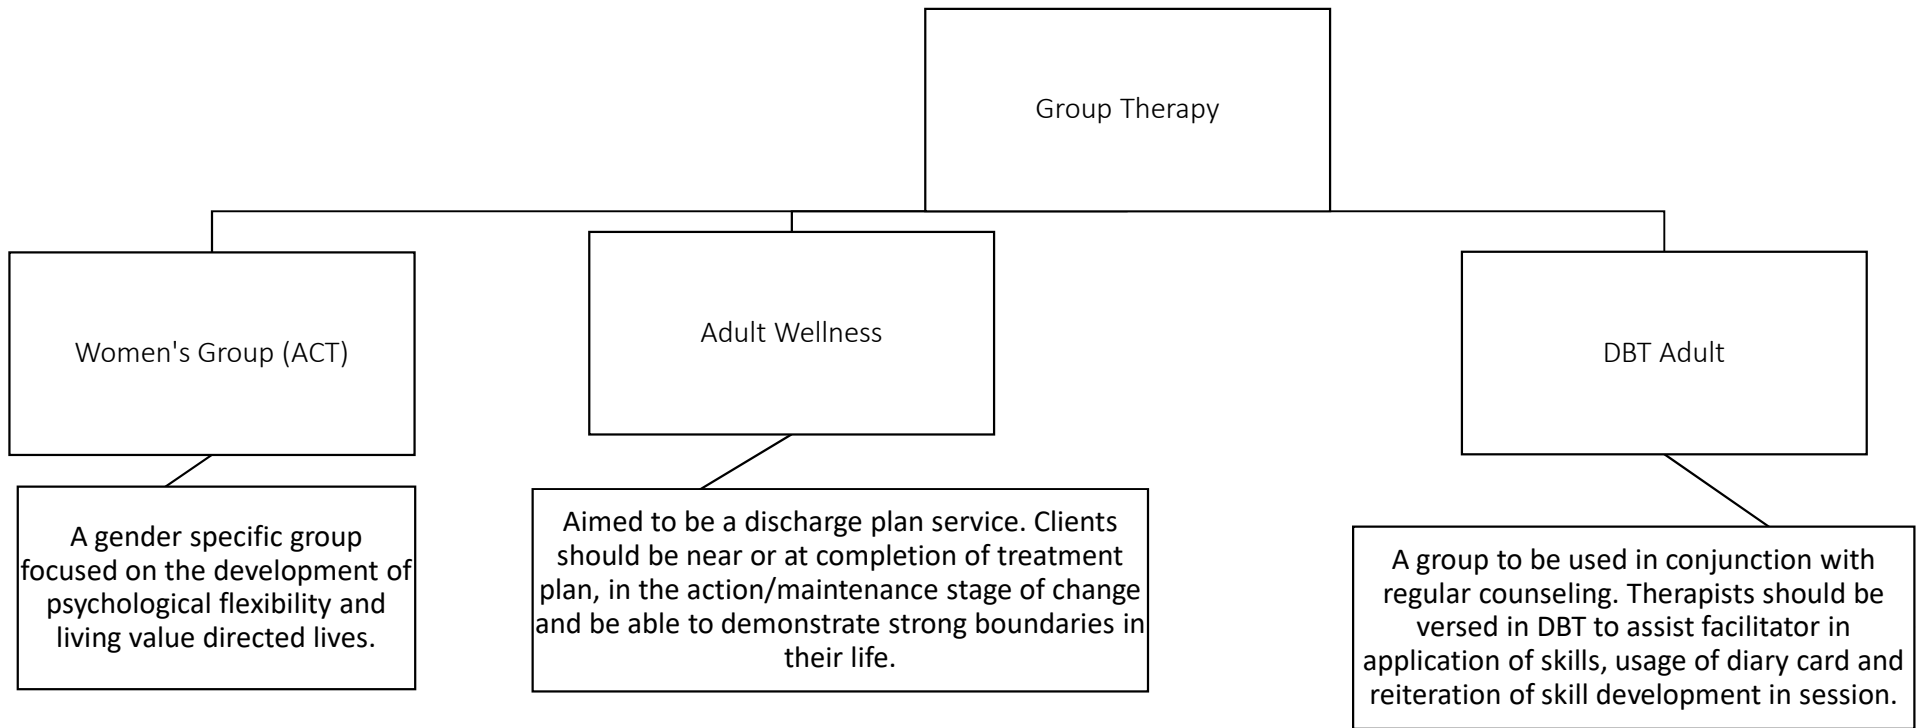 Group Therapy
Women's Group (ACT)
Adult Wellness
DBT Adult
A gender specific group
focused on the development of
psychological flexibility and
living value directed lives.
Aimed to be a discharge plan service. Clients
should be near or at completion of treatment
plan, in the action/maintenance stage of change
and be able to demonstrate strong boundaries in
their life.
A group to be used in conjunction with
regular counseling. Therapists should be
versed in DBT to assist facilitator in
application of skills, usage of diary card and
reiteration of skill development in session.